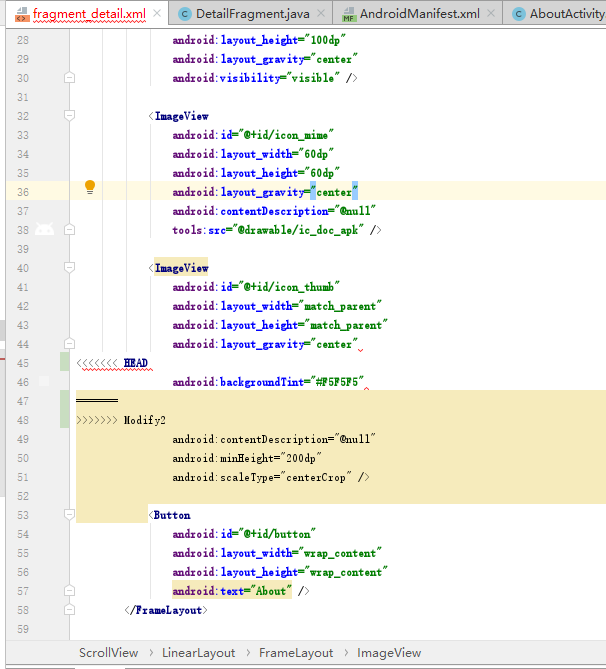 fragment_detail.xml DetailFragment.java AndroidManifest.xml AboutActivity
28 android:layout_height="100dp"
29 android:layout_gravity="center"
30 android:visibility="visible" />
31
32 <ImageView
33 android:id="@+id/icon_mime"
34 android:layout_width="60dp"
35 android:layout_height="60dp"
36 android:layout_gravity="center"
37 android:contentDescription="@null"
38 tools:src="@drawable/ic_doc_apk" />
39
40 <ImageView
41 android:id="@+id/icon_thumb"
42 android:layout_width="match_parent"
43 android:layout_height="match_parent"
44 android:layout_gravity="center"
45 <<<<<<< HEAD
46 android:backgroundTint="#F5F5F5"
47 =======
48 >>>>>>> Modify2
49 android:contentDescription="@null"
50 android:minHeight="200dp"
51 android:scaleType="centerCrop" />
52
53 <Button
54 android:id="@+id/button"
55 android:layout_width="wrap_content"
56 android:layout_height="wrap_content"
57 android:text="About" />
58 </FrameLayout>
59
ScrollView › LinearLayout › FrameLayout › ImageView